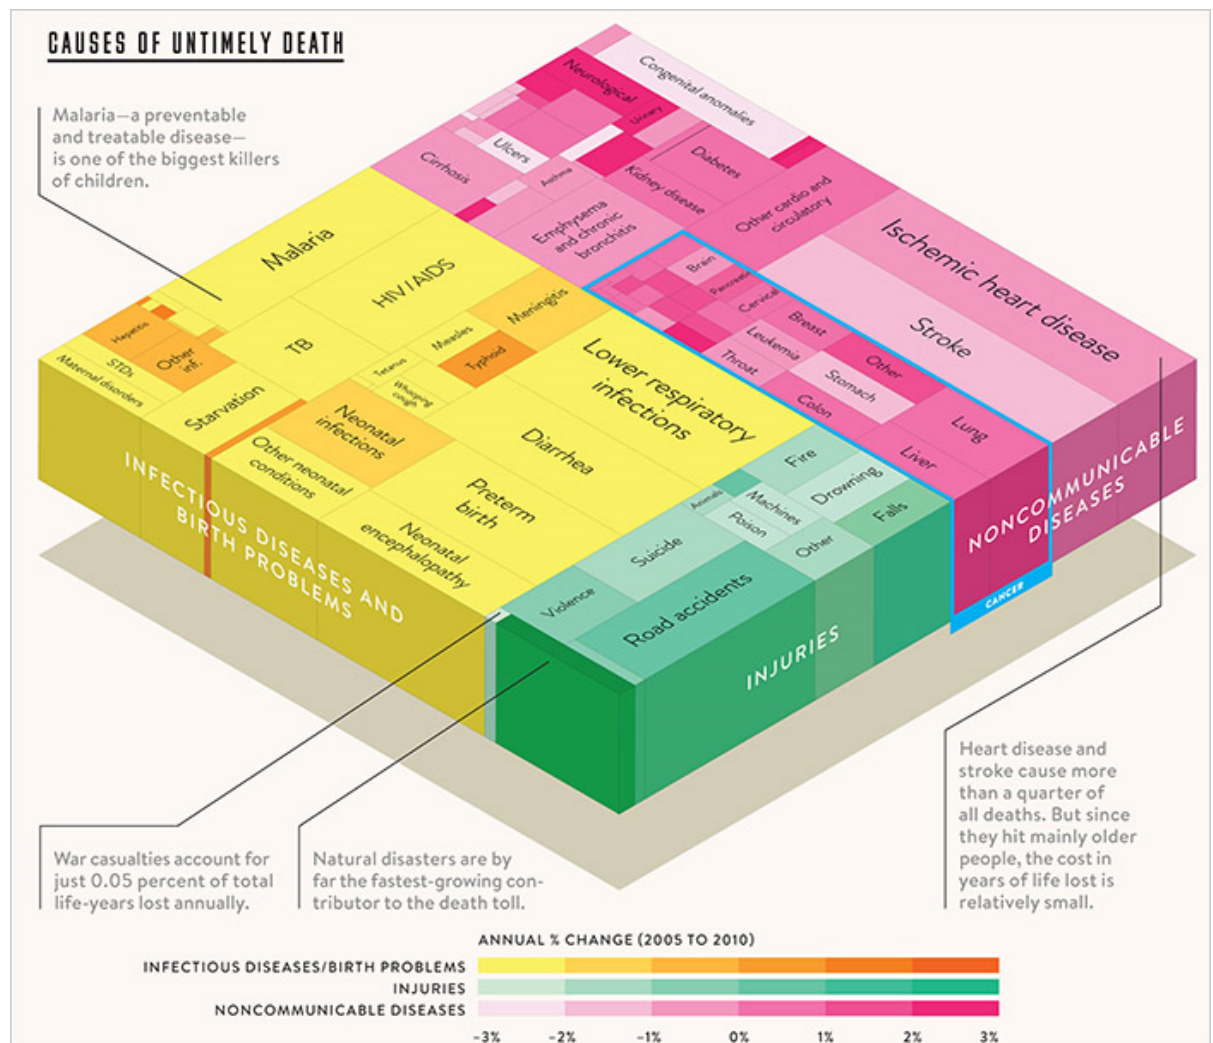 CAUSES OF UNTIMELY DEATH
Malaria—a preventable
and treatable disease—
is one of the biggest killers
of children.
Congenital anomalies
Neurological
Urinary
Ulcers
Cirrhosis
Asthma
Diabetes
Kidney disease
Other cardio and
circulatory
Emphysema
and chronic
bronchitis
Ischemic heart disease
Stroke
Brain
Pancreatic
Cervical
Breast
Leukemia
Other
Throat
Stomach
Colon
Lung
Liver
Malaria
HIV/AIDS
TB
Meningitis
Measles
Typhoid
Tetanus
Whooping
cough
Hepatitis
Other
inf.
STDs
Maternal disorders
Starvation
Lower respiratory
infections
Neonatal
infections
Diarrhea
Other neonatal
conditions
Preterm
birth
Neonatal
encephalopathy
Fire
Drowning
Falls
Animals
Machines
Poison
Other
Suicide
Violence
Road accidents
INFECTIOUS DISEASES AND
BIRTH PROBLEMS
INJURIES
NONCOMMUNICABLE
DISEASES
CANCER
War casualties account for
just 0.05 percent of total
life-years lost annually.
Natural disasters are by
far the fastest-growing con-
tributor to the death toll.
Heart disease and
stroke cause more
than a quarter of
all deaths. But since
they hit mainly older
people, the cost in
years of life lost is
relatively small.
ANNUAL % CHANGE (2005 TO 2010)
INFECTIOUS DISEASES/BIRTH PROBLEMS
INJURIES
NONCOMMUNICABLE DISEASES
-3% -2% -1% 0% 1% 2% 3%